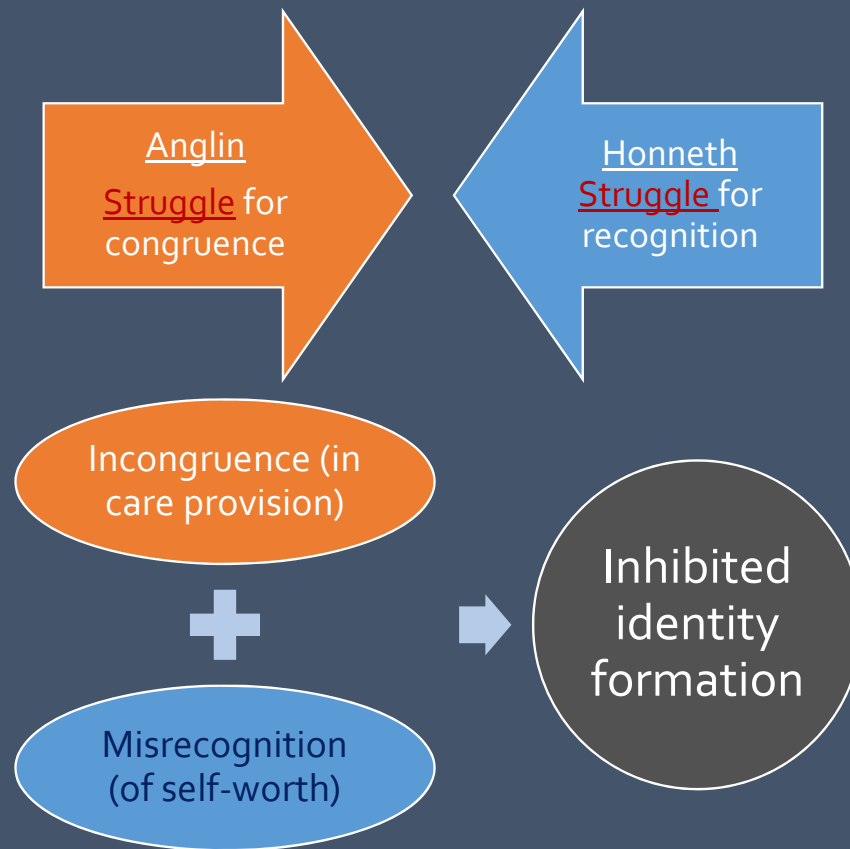 Anglin
Struggle for
congruence
Honneth
Struggle for
recognition
Incongruence (in
care provision)
Misrecognition
(of self-worth)
Inhibited
identity
formation